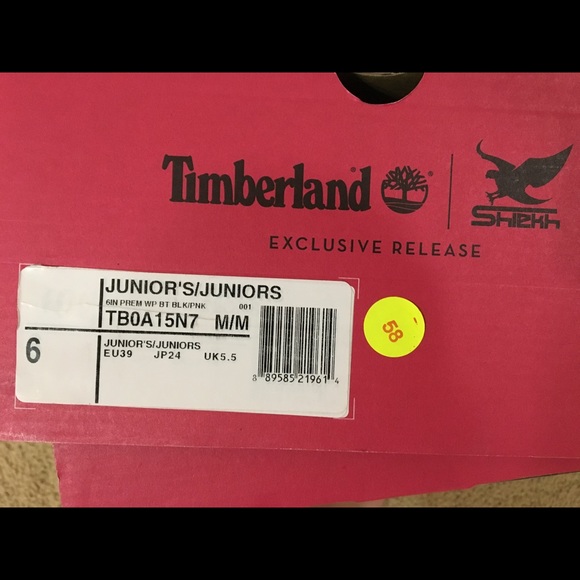 Timberland®
®
Shiekh
EXCLUSIVE RELEASE
JUNIOR'S/JUNIORS
6IN PREM WP BT BLK/PNK 001
TB0A15N7 M/M
6
JUNIOR'S/JUNIORS
EU39 JP24 UK5.5
8 89585 21961 4
58